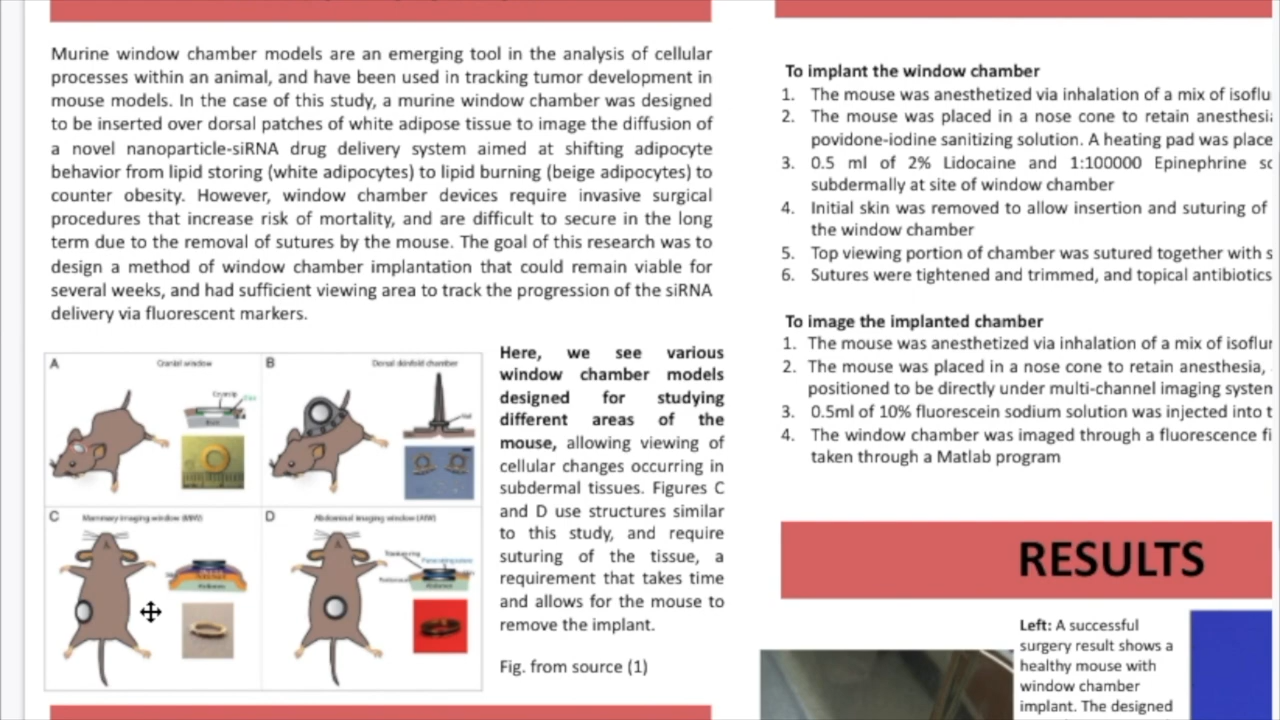 Murine window chamber models are an emerging tool in the analysis of cellular
processes within an animal, and have been used in tracking tumor development in
mouse models. In the case of this study, a murine window chamber was designed
to be inserted over dorsal patches of white adipose tissue to image the diffusion of
a novel nanoparticle-siRNA drug delivery system aimed at shifting adipocyte
behavior from lipid storing (white adipocytes) to lipid burning (beige adipocytes) to
counter obesity. However, window chamber devices require invasive surgical
procedures that increase risk of mortality, and are difficult to secure in the long
term due to the removal of sutures by the mouse. The goal of this research was to
design a method of window chamber implantation that could remain viable for
several weeks, and had sufficient viewing area to track the progression of the siRNA
delivery via fluorescent markers.
A Cranial window
B Dorsal skinfold chamber
C Mammary imaging window (MIW)
D Abdominal imaging window (AIW)
Here, we see various
window chamber models
designed for studying
different areas of the
mouse, allowing viewing of
cellular changes occurring in
subdermal tissues. Figures C
and D use structures similar
to this study, and require
suturing of the tissue, a
requirement that takes time
and allows for the mouse to
remove the implant.
Fig. from source (1)
To implant the window chamber
1. The mouse was anesthetized via inhalation of a mix of isoflu
2. The mouse was placed in a nose cone to retain anesthesi
povidone-iodine sanitizing solution. A heating pad was place
3. 0.5 ml of 2% Lidocaine and 1:100000 Epinephrine sc
subdermally at site of window chamber
4. Initial skin was removed to allow insertion and suturing of
the window chamber
5. Top viewing portion of chamber was sutured together with s
6. Sutures were tightened and trimmed, and topical antibiotics
To image the implanted chamber
1. The mouse was anesthetized via inhalation of a mix of isoflur
2. The mouse was placed in a nose cone to retain anesthesia,
positioned to be directly under multi-channel imaging system
3. 0.5ml of 10% fluorescein sodium solution was injected into t
4. The window chamber was imaged through a fluorescence fi
taken through a Matlab program
RESULTS
Left: A successful
surgery result shows a
healthy mouse with
window chamber
implant. The designed